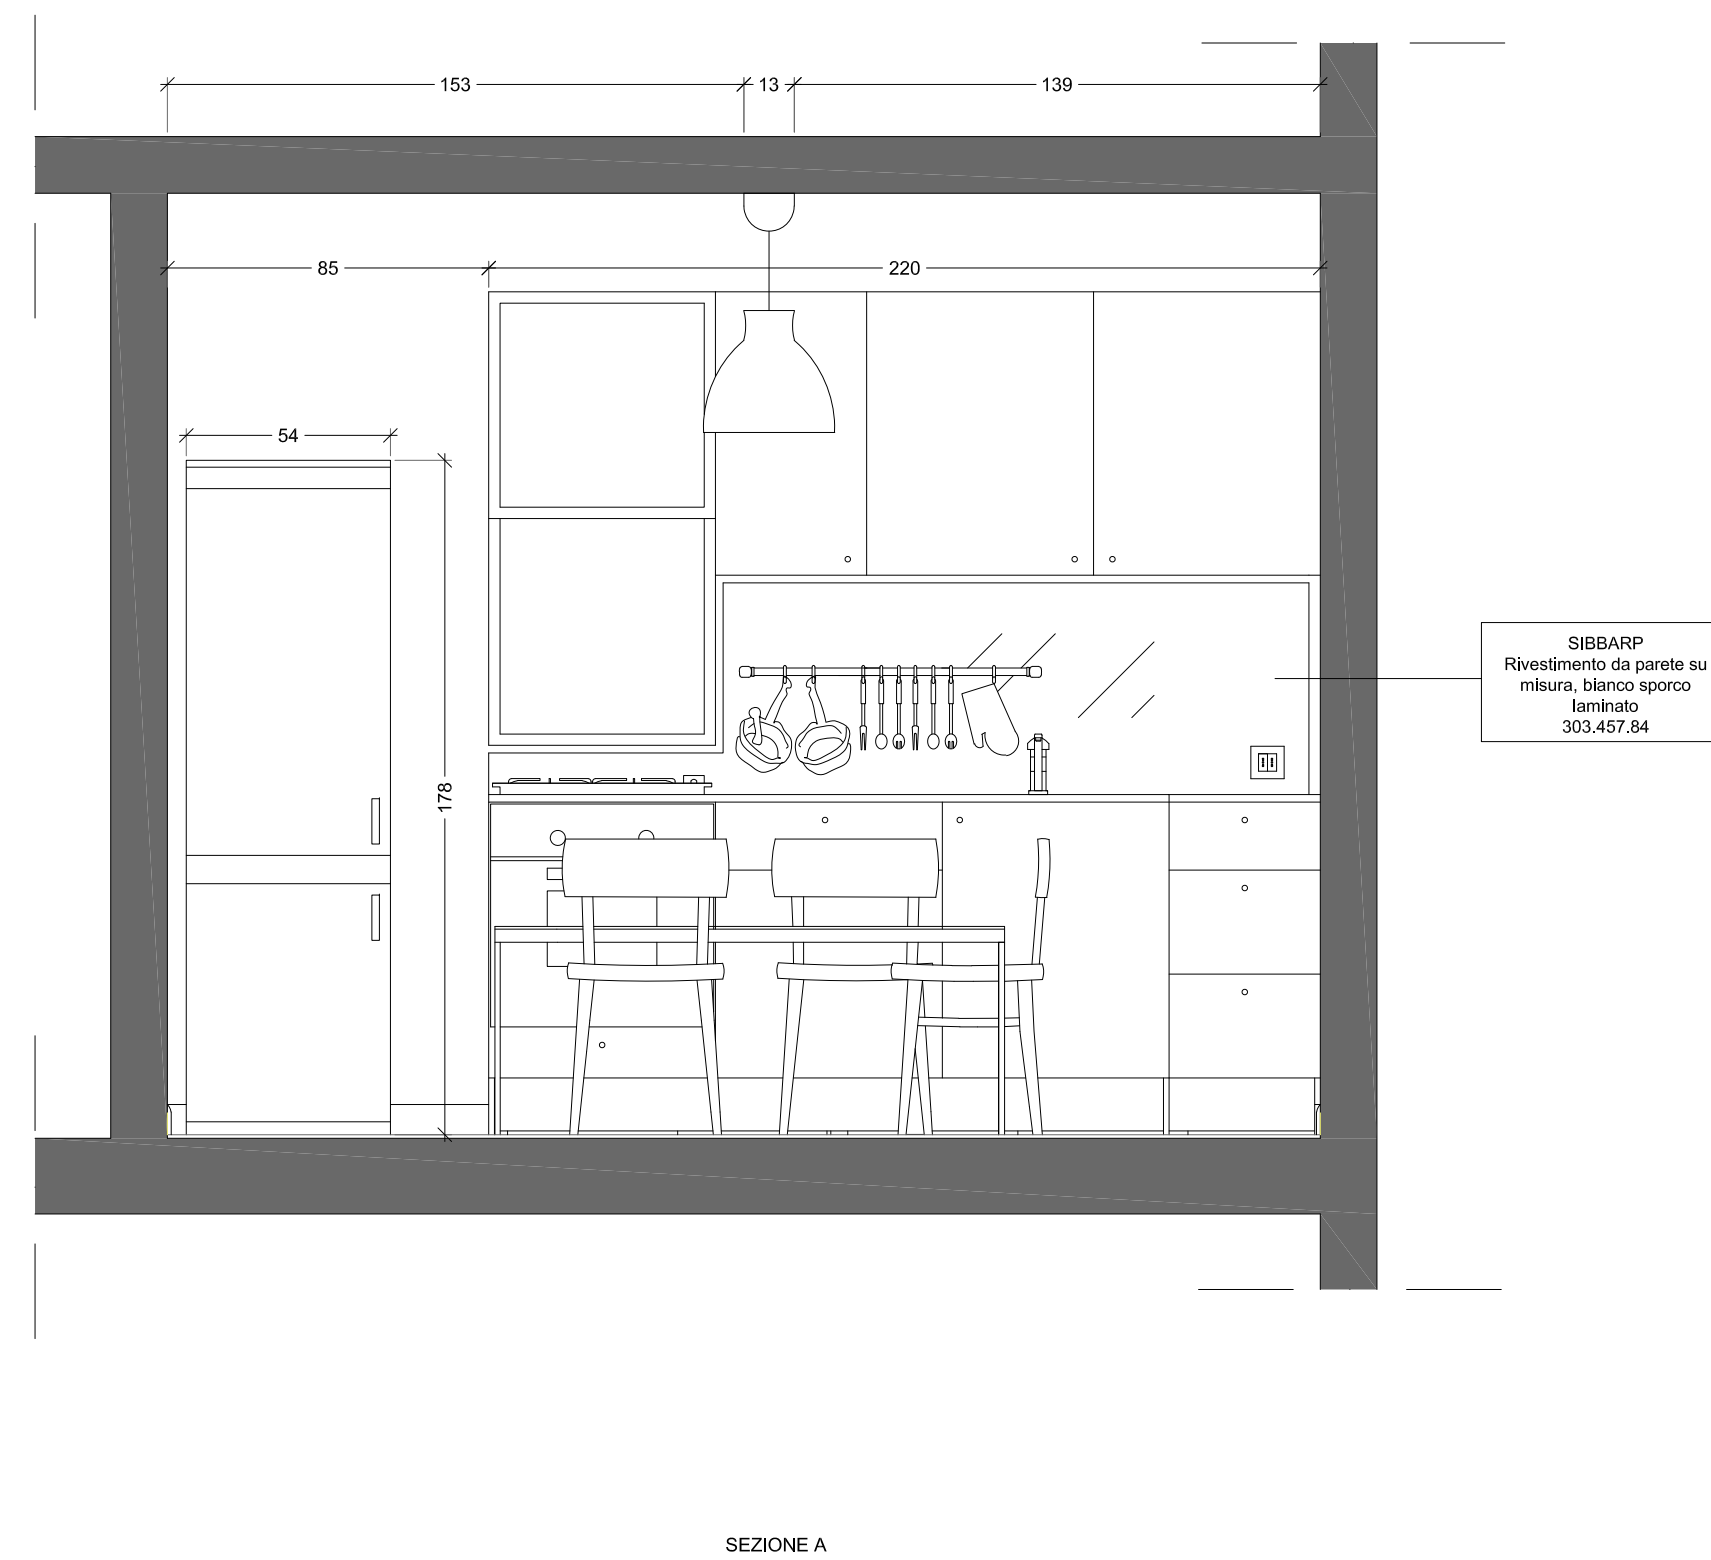 153
13
139
85
220
54
178
SIBBARP
Rivestimento da parete su
misura, bianco sporco
laminato
303.457.84
SEZIONE A